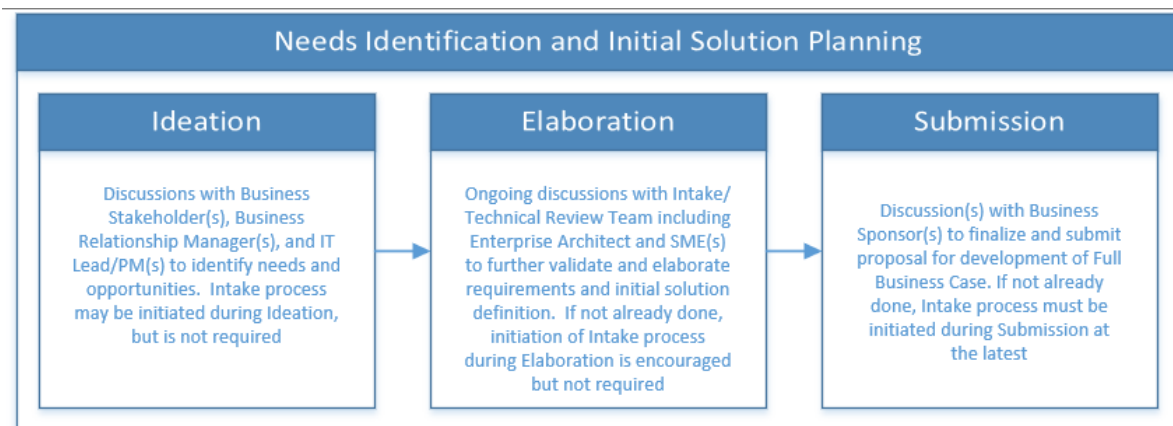 Needs Identification and Initial Solution Planning
Ideation
Discussions with Business
Stakeholder(s), Business
Relationship Manager(s), and IT
Lead/PM(s) to identify needs and
opportunities.  Intake process
may be initiated during Ideation,
but is not required
Elaboration
Ongoing discussions with Intake/
Technical Review Team including
Enterprise Architect and SME(s)
to further validate and elaborate
requirements and initial solution
definition.  If not already done,
initiation of Intake process
during Elaboration is encouraged
but not required
Submission
Discussion(s) with Business
Sponsor(s) to finalize and submit
proposal for development of Full
Business Case. If not already
done, Intake process must be
initiated during Submission at
the latest